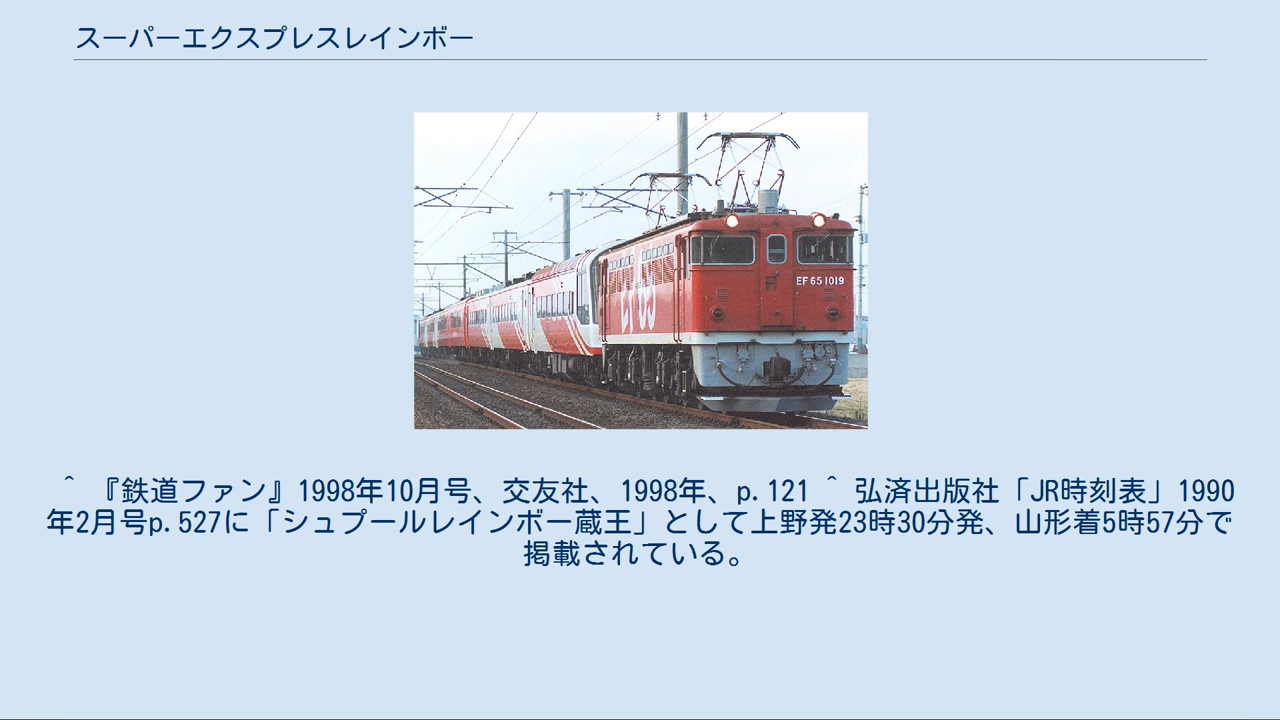 スーパーエクスプレスレインボー
EF65
EF 65 1019
^ 『鉄道ファン』1998年10月号、交友社、1998年、p.121 ^ 弘済出版社「JR時刻表」1990
年2月号p.527に「シュプールレインボー蔵王」として上野発23時30分発、山形着5時57分で
掲載されている。